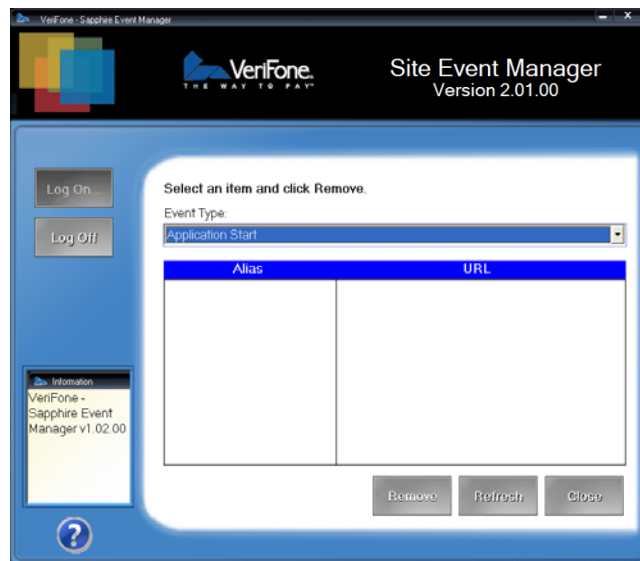 VeriFone - Sapphire Event Manager
VeriFone.
THE WAY TO PAY™
Site Event Manager
Version 2.01.00
Log On...
Log Off
Select an item and click Remove.
Event Type:
Application Start
Alias URL
Information
VeriFone -
Sapphire Event
Manager v1.02.00
Remove Refresh Close
?